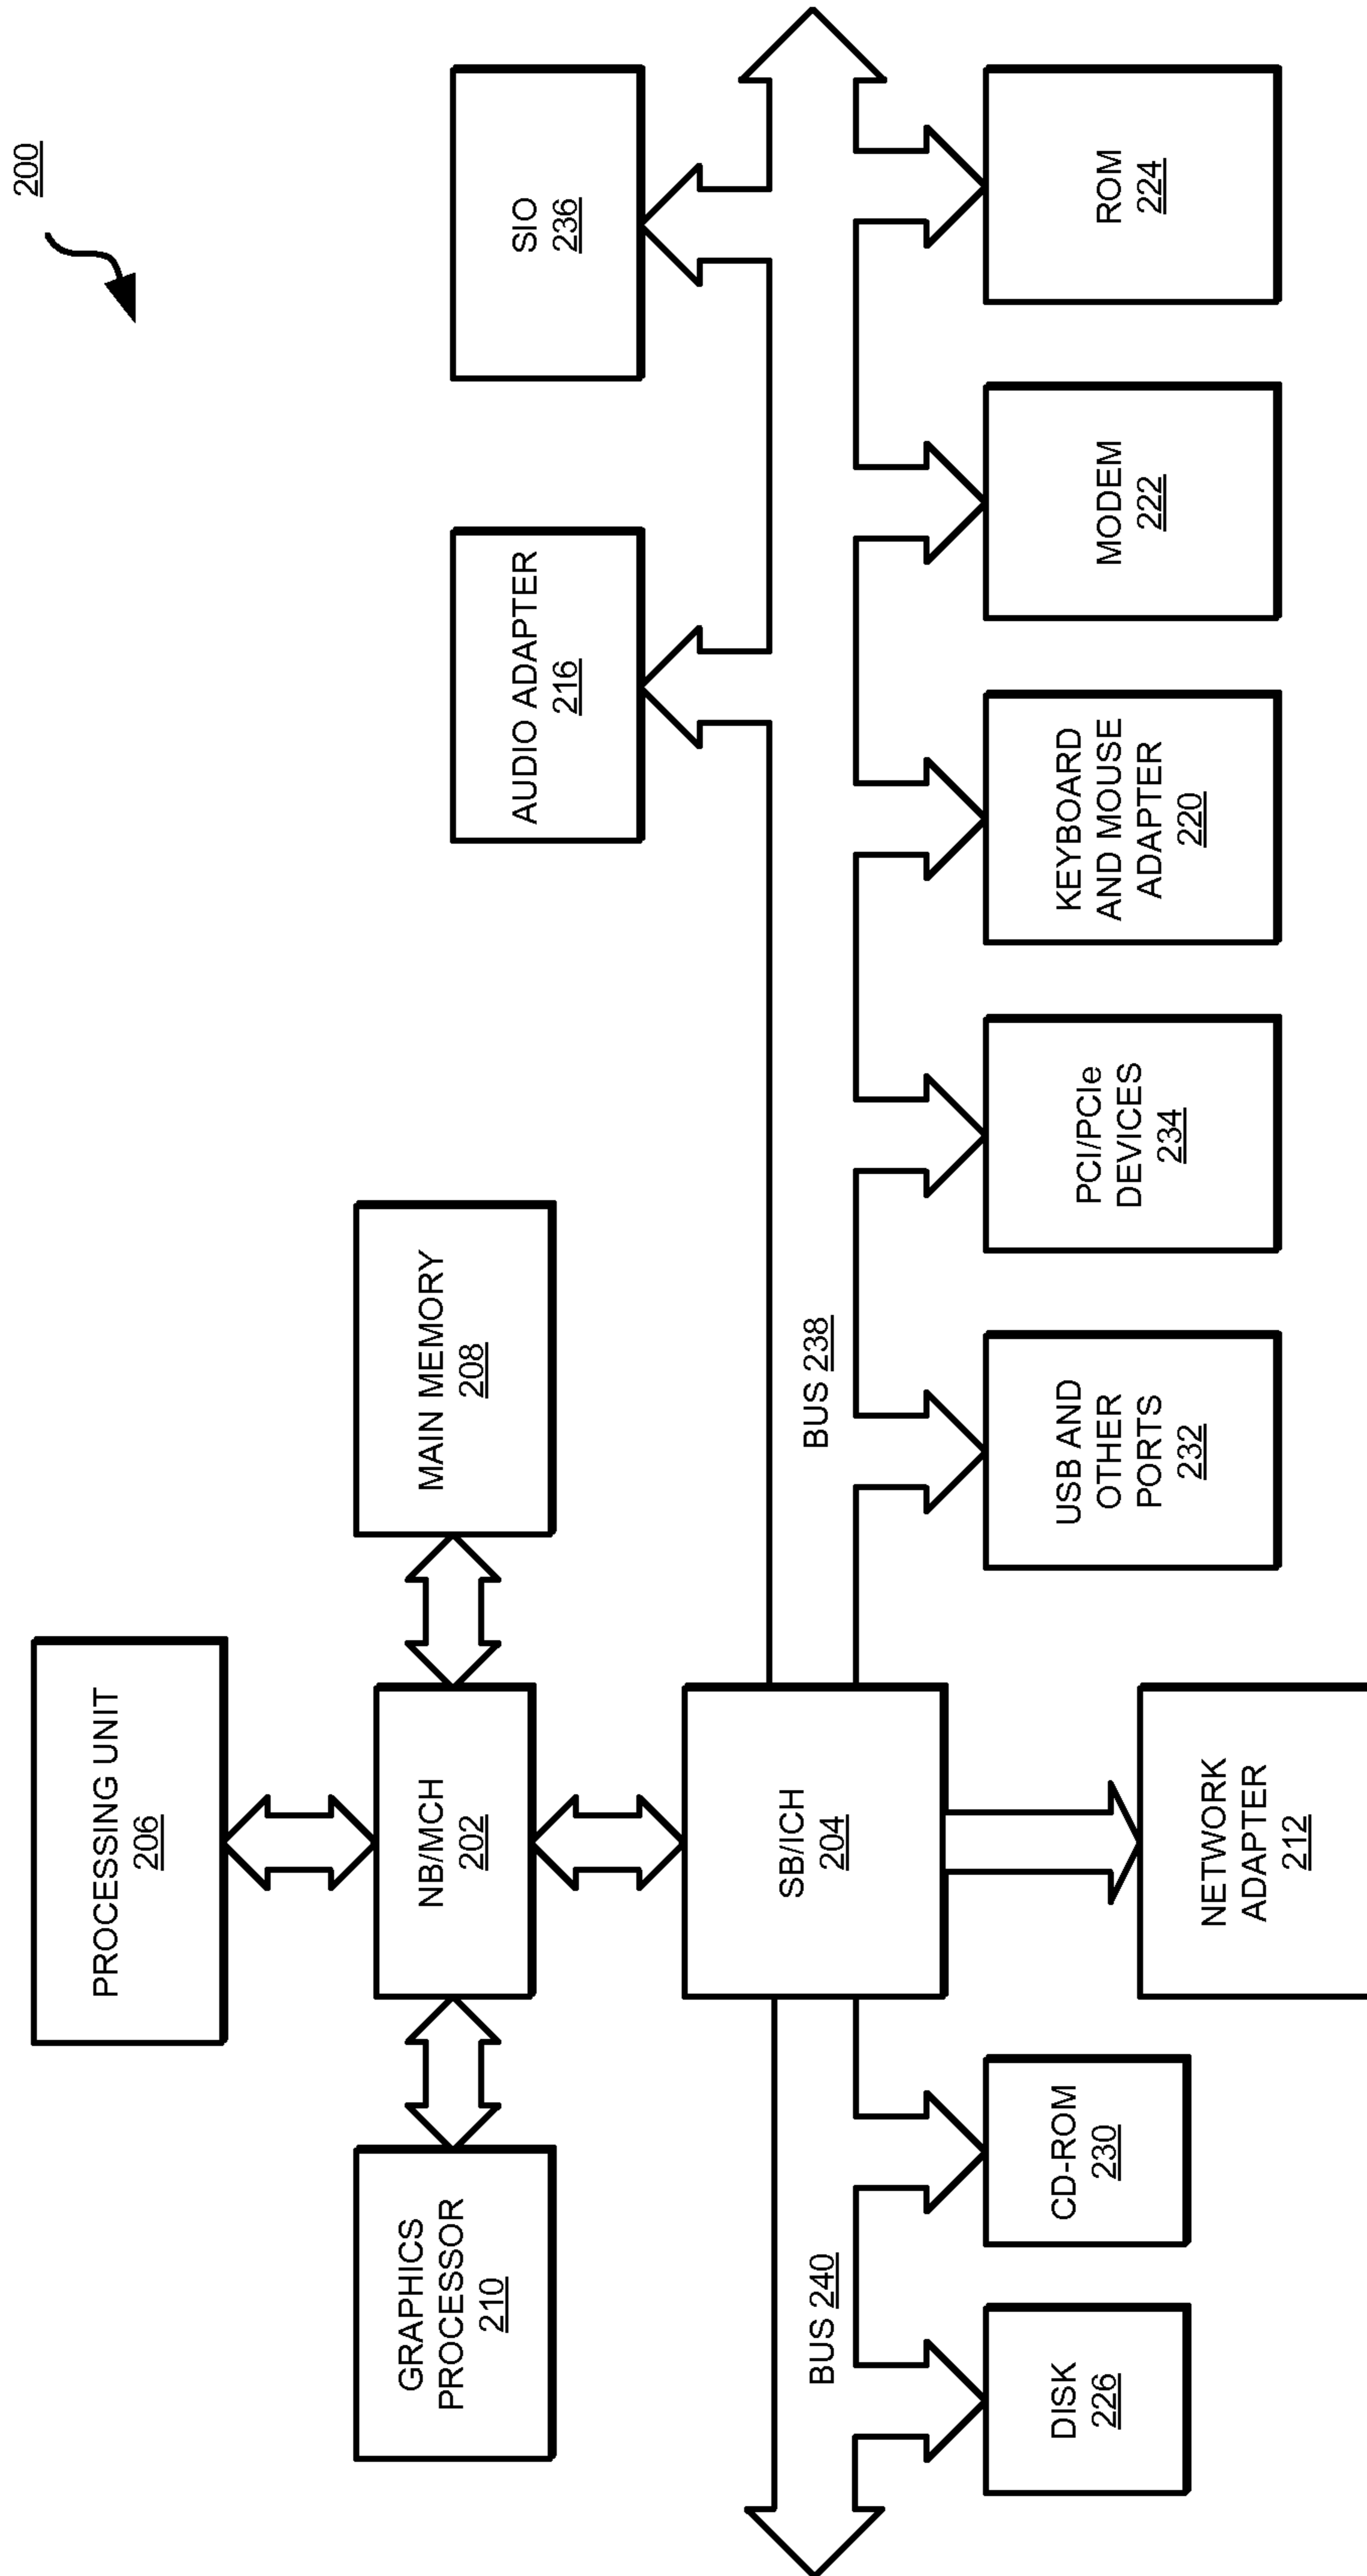 200
PROCESSING UNIT
206
GRAPHICS
PROCESSOR
210
NB/MCH
202
MAIN MEMORY
208
AUDIO ADAPTER
216
SIO
236
SB/ICH
204
BUS 240
BUS 238
DISK
226
CD-ROM
230
USB AND
OTHER
PORTS
232
PCI/PCIe
DEVICES
234
KEYBOARD
AND MOUSE
ADAPTER
220
MODEM
222
ROM
224
NETWORK
ADAPTER
212